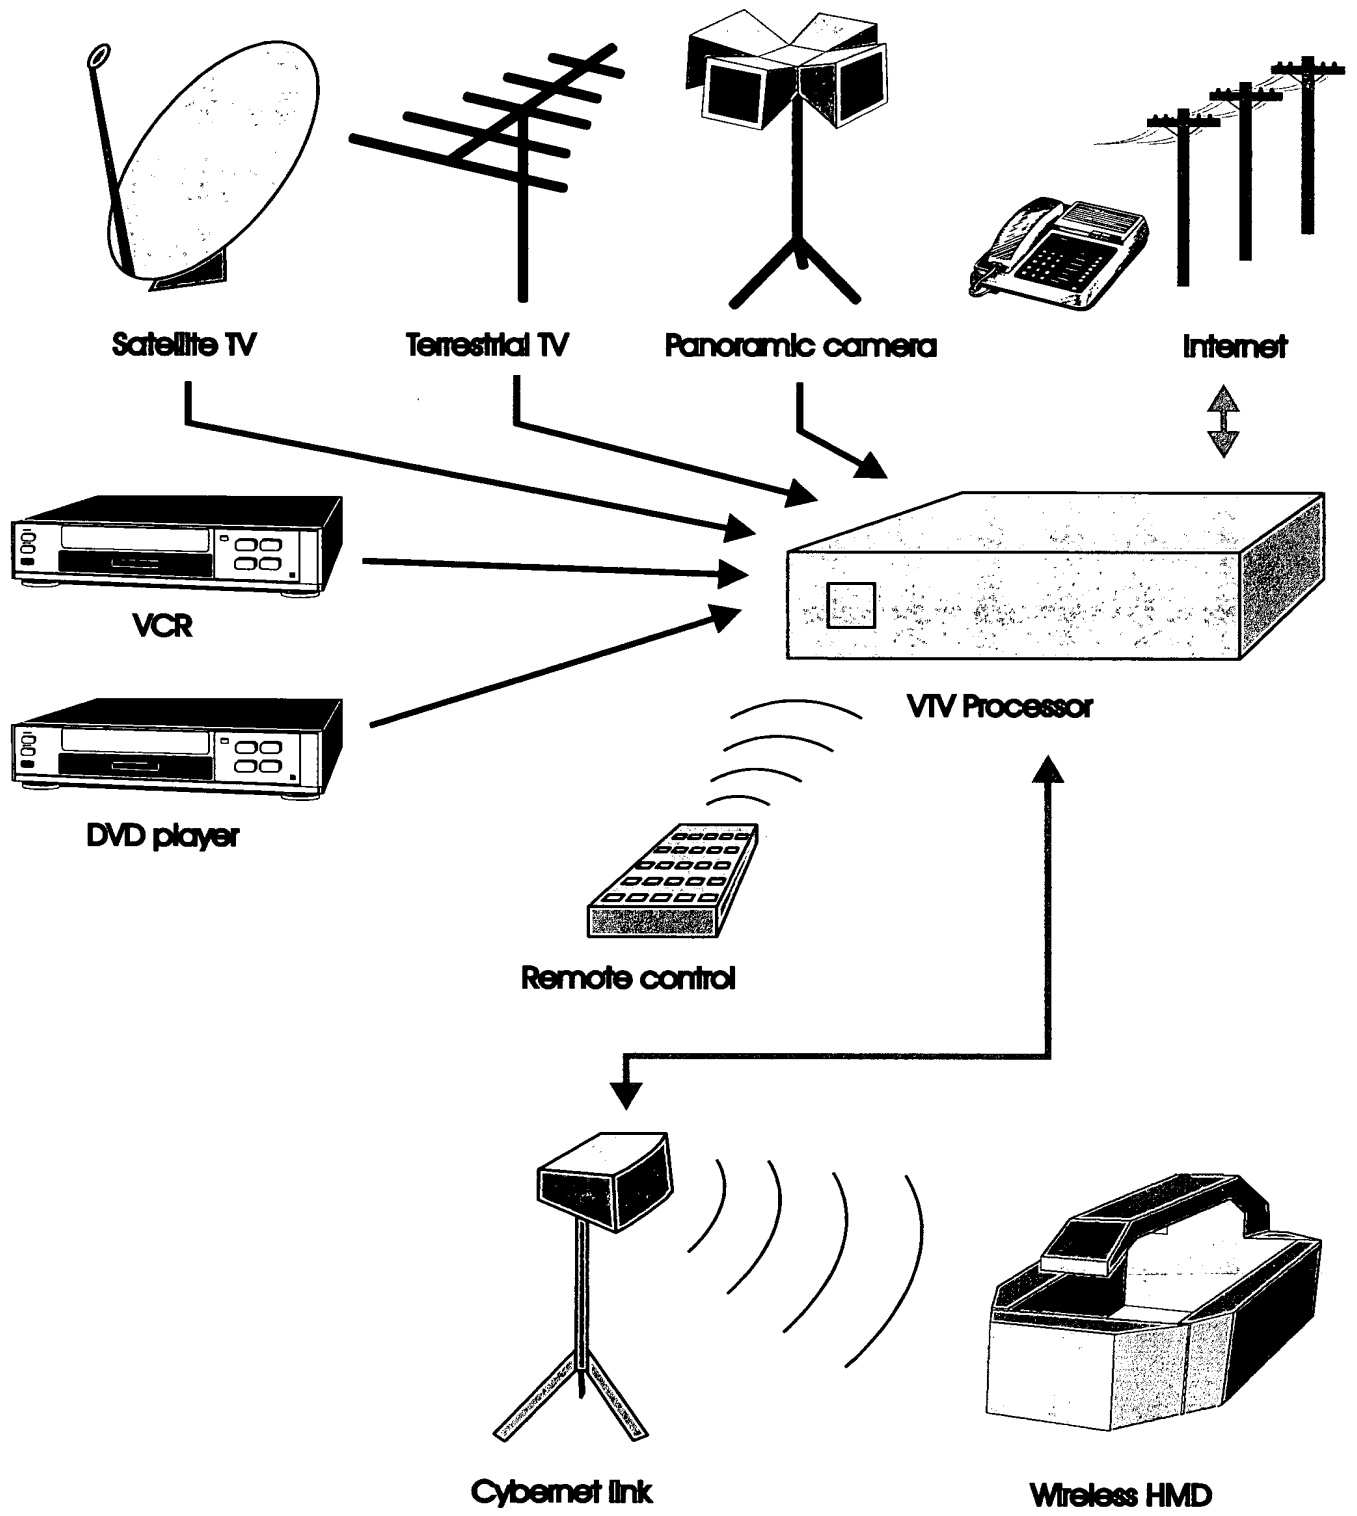 Satellite TV
Terrestrial TV
Panoramic camera
Internet
VCR
VTV Processor
DVD player
Remote control
Cybernet link
Wireless HMD